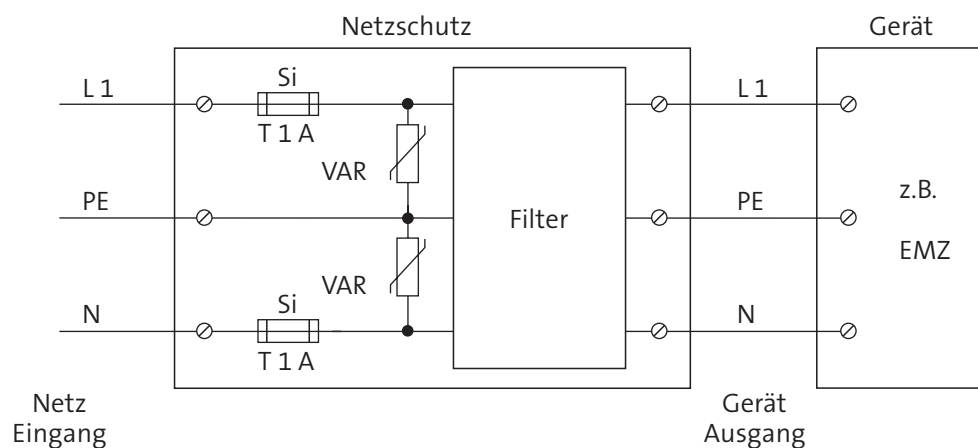 Netzschutz
Gerät
L 1
Si
T 1 A
VAR
L 1
PE
Filter
PE
z.B.
EMZ
VAR
N
Si
T 1 A
N
Netz
Eingang
Gerät
Ausgang